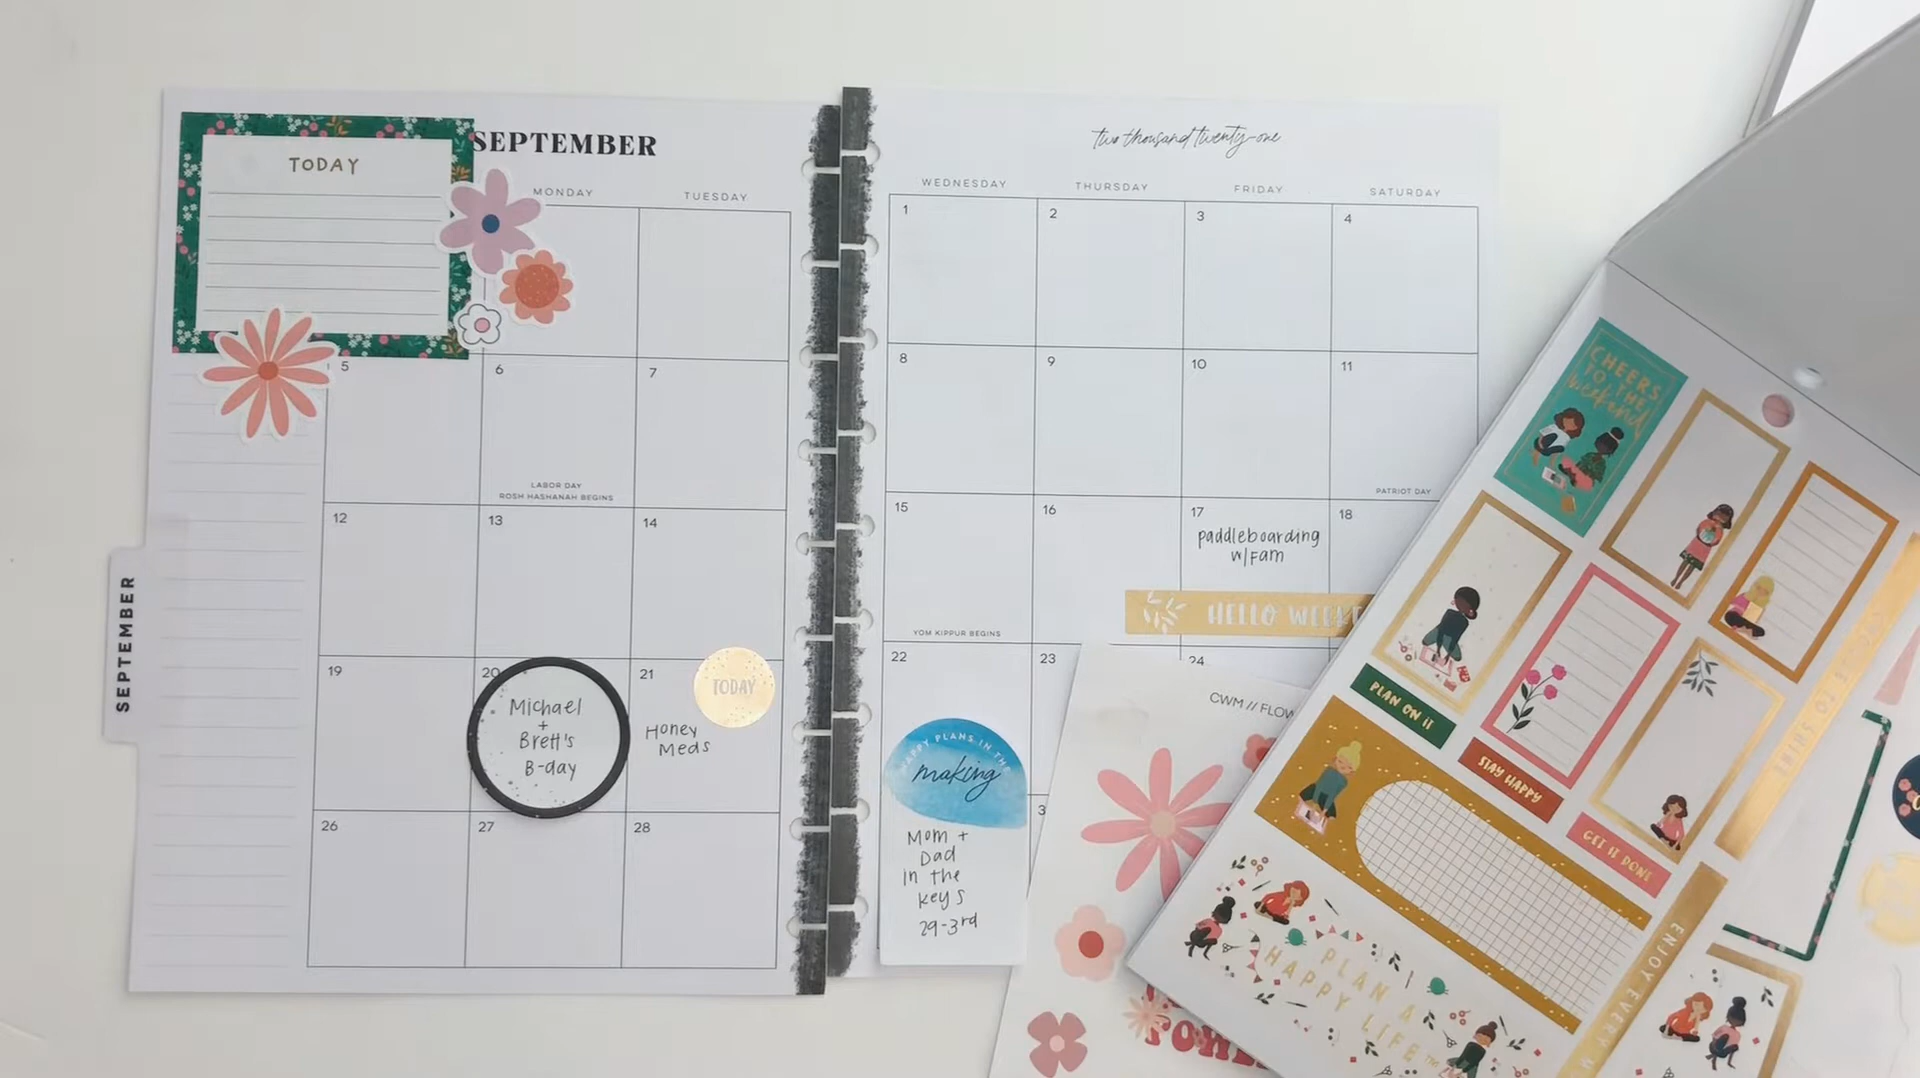 SEPTEMBER
two thousand twenty-one
TODAY
MONDAY
TUESDAY
WEDNESDAY
THURSDAY
FRIDAY
SATURDAY
1
2
3
4
5
6
7
8
9
10
11
LABOR DAY
ROSH HASHANAH BEGINS
PATRIOT DAY
12
13
14
15
16
17
18
paddleboarding
w/Fam
YOM KIPPUR BEGINS
HELLO
SEPTEMBER
19
20
21
22
23
24
TODAY
Michael
+
Brett's
B-day
Honey
Meds
HAPPY PLANS IN THE
making
Mom +
Dad
In the
keys
29-3rd
26
27
28
3
CWM // FLOW
CHEERS
TO THE
weekend
PLAN ON IT
STAY HAPPY
GET IT DONE
PLAN A
HAPPY LIFE™
ENJOY EVERY